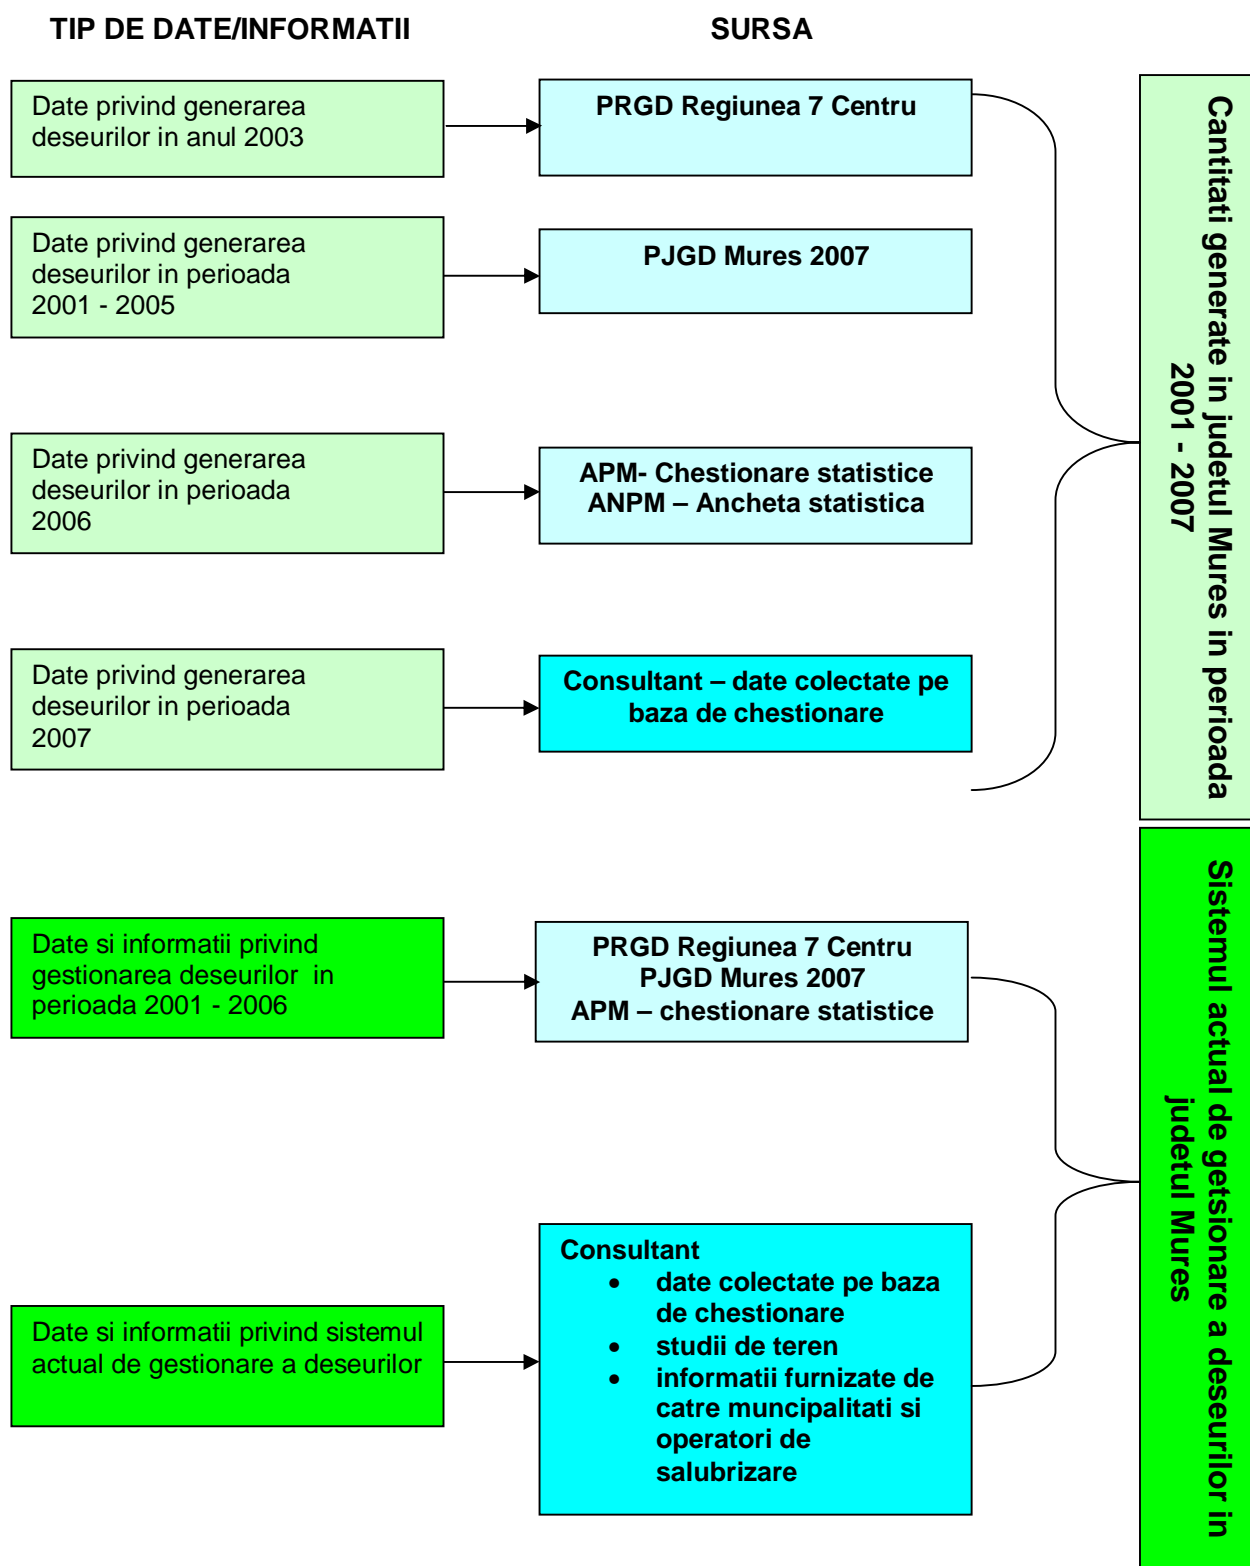 TIP DE DATE/INFORMATII
SURSA
Date privind generarea
deseurilor in anul 2003
PRGD Regiunea 7 Centru
Date privind generarea
deseurilor in perioada
2001 - 2005
PJGD Mures 2007
Date privind generarea
deseurilor in perioada
2006
APM- Chestionare statistice
ANPM – Ancheta statistica
Date privind generarea
deseurilor in perioada
2007
Consultant – date colectate pe
baza de chestionare
Cantitati generate in judetul Mures in perioada
2001 - 2007
Date si informatii privind
gestionarea deseurilor in
perioada 2001 - 2006
PRGD Regiunea 7 Centru
PJGD Mures 2007
APM – chestionare statistice
Date si informatii privind sistemul
actual de gestionare a deseurilor
Consultant
• date colectate pe baza
de chestionare
• studii de teren
• informatii furnizate de
catre muncipalitati si
operatori de
salubrizare
Sistemul actual de getsionare a deseurilor in
judetul Mures